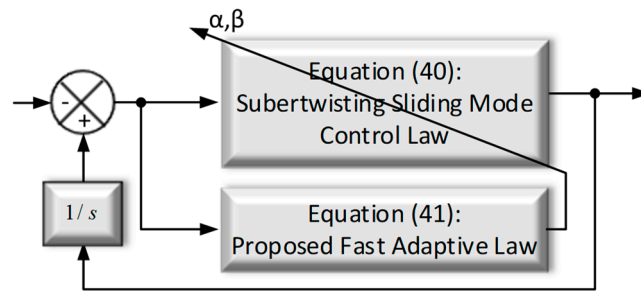 α,β
Equation (40):
Subertwisting Sliding Mode
Control Law
-
+
1/ s
Equation (41):
Proposed Fast Adaptive Law